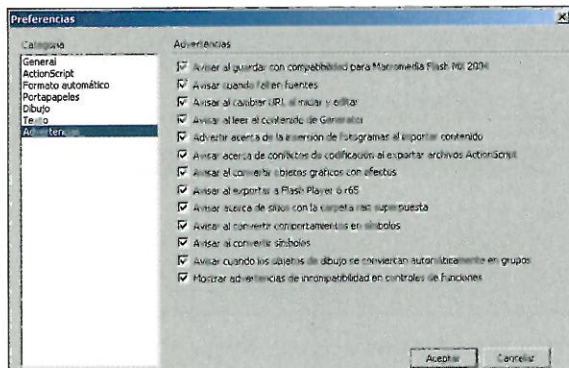 Preferencias
Categoría
General
ActionScript
Formato automático
Portapapeles
Dibujo
Texto
Advertencias
Advertencias
Avisar al guardar con compatibilidad para Macromedia Flash MX 2004
Avisar cuando falten fuentes
Avisar al cambiar URL al iniciar y editar
Avisar al leer el contenido de Generator
Advertir acerca de la inserción de fotogramas al exportar contenido
Avisar acerca de conflictos de codificación al exportar archivos ActionScript
Avisar al convertir objetos gráficos con efectos
Avisar al exportar a Flash Player 6 r65
Avisar acerca de sitios con la carpeta raíz superpuesta
Avisar al convertir comportamientos en símbolos
Avisar al convertir símbolos
Avisar cuando los objetos de dibujo se conviertan automáticamente en grupos
Mostrar advertencias de incompatibilidad en controles de funciones
Aceptar
Cancelar